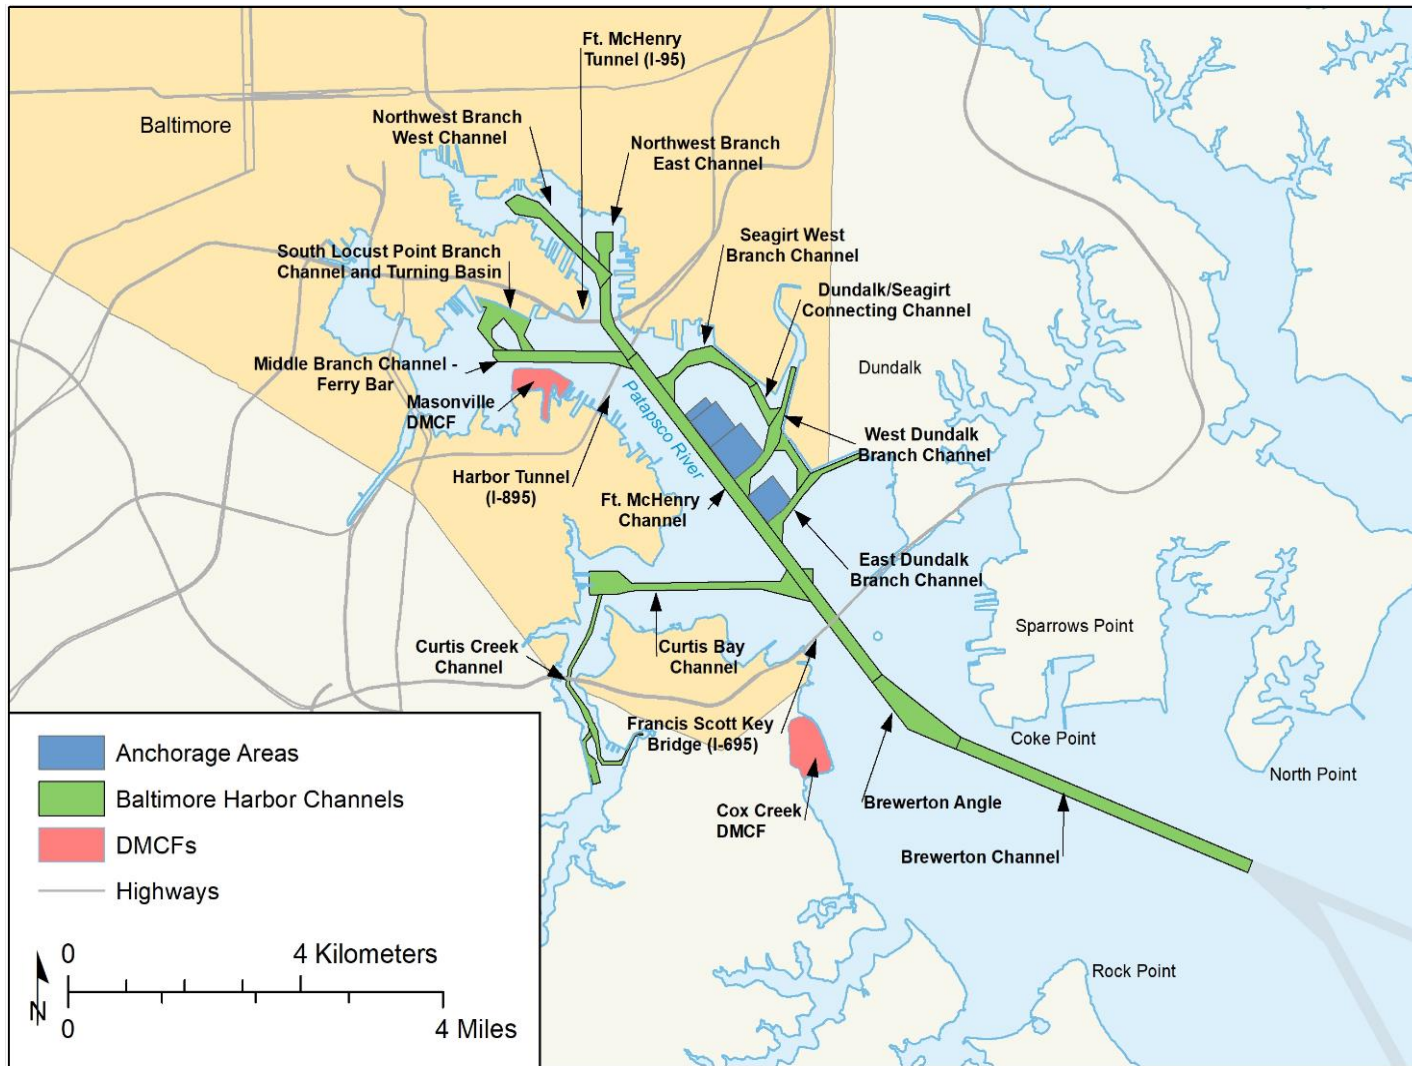 Ft. McHenry
Tunnel (I-95)
Baltimore
Northwest Branch
West Channel
Northwest Branch
East Channel
South Locust Point Branch
Channel and Turning Basin
Seagirt West
Branch Channel
Dundalk/Seagirt
Connecting Channel
Middle Branch Channel -
Ferry Bar
Dundalk
Masonville
DMCF
Patapsco River
West Dundalk
Branch Channel
Harbor Tunnel
(I-895)
Ft. McHenry
Channel
East Dundalk
Branch Channel
Sparrows Point
Curtis Creek
Channel
Curtis Bay
Channel
Francis Scott Key
Bridge (I-695)
Coke Point
North Point
Cox Creek
DMCF
Brewerton Angle
Brewerton Channel
Rock Point
Anchorage Areas
Baltimore Harbor Channels
DMCFs
Highways
0 4 Kilometers
N
0 4 Miles